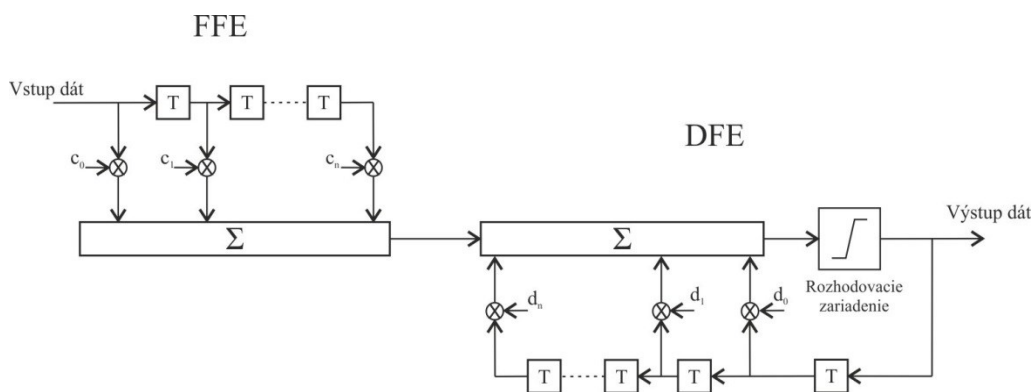 FFE
Vstup dát
T
T
T
c₀
c₁
cₙ
Σ
DFE
Σ
Výstup dát
Rozhodovacie
zariadenie
dₙ
d₁
d₀
T
T
T
T